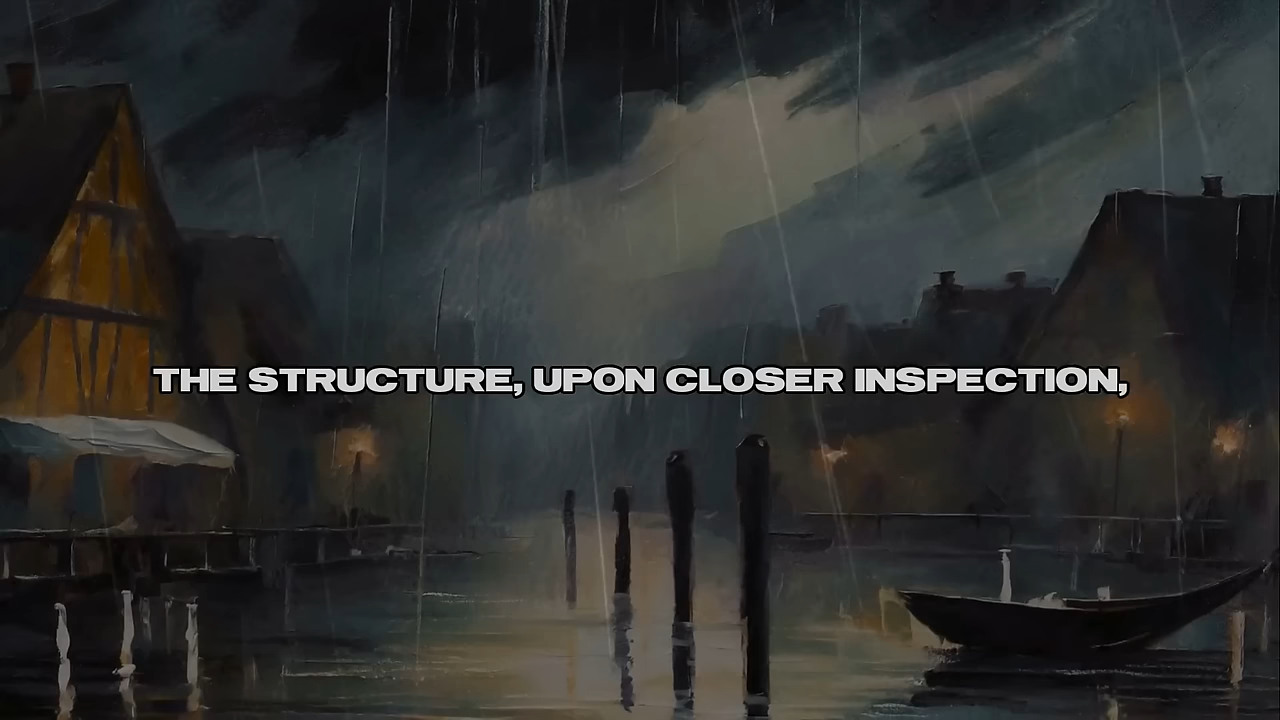 THE STRUCTURE, UPON CLOSER INSPECTION,